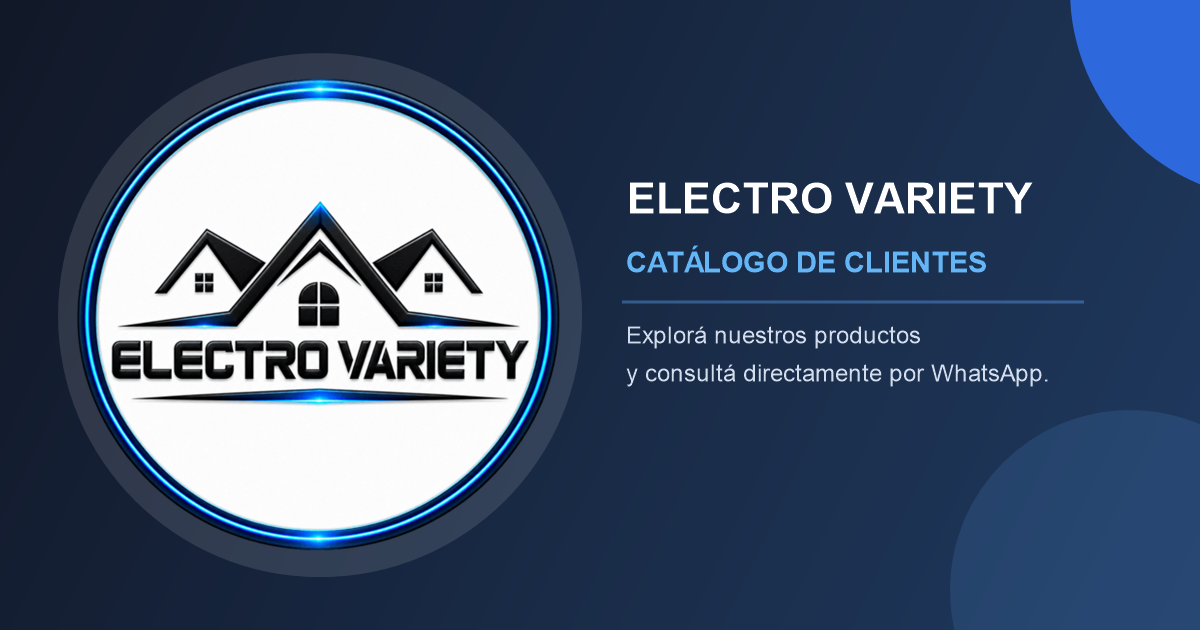 ELECTRO VARIETY
ELECTRO VARIETY
CATÁLOGO DE CLIENTES
Explorá nuestros productos
y consultá directamente por WhatsApp.